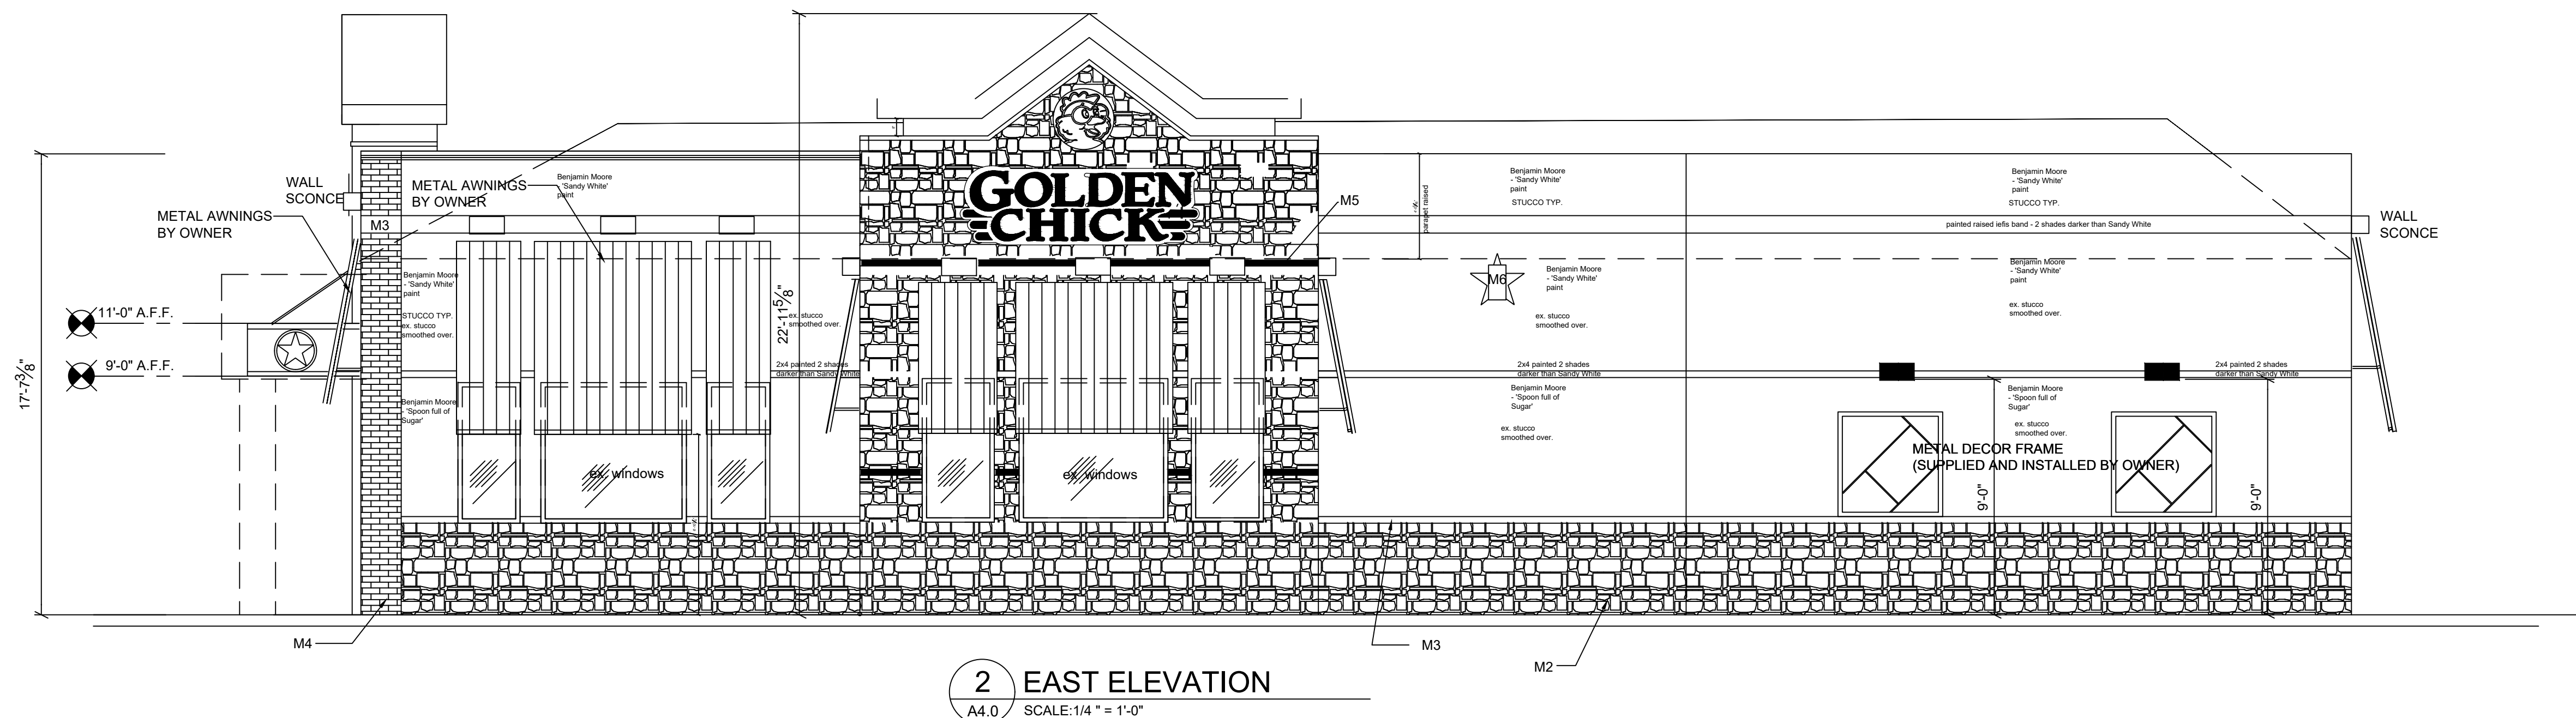 WALL
SCONCE
METAL AWNINGS
BY OWNER
METAL AWNINGS
BY OWNER
M3
Benjamin Moore
- 'Sandy White'
paint
GOLDEN
CHICK
M5
parapet raised
Benjamin Moore
- 'Sandy White'
paint
STUCCO TYP.
Benjamin Moore
- 'Sandy White'
paint
STUCCO TYP.
painted raised iefis band - 2 shades darker than Sandy White
WALL
SCONCE
11'-0" A.F.F.
9'-0" A.F.F.
17'-7 3/8"
22'-11 5/8"
Benjamin Moore
- 'Sandy White'
paint
STUCCO TYP.
ex. stucco
smoothed over.
Benjamin Moore
- 'Spoon full of
Sugar'
ex. stucco
smoothed over.
2x4 painted 2 shades
darker than Sandy White
ex. windows
ex. windows
M6
Benjamin Moore
- 'Sandy White'
paint
ex. stucco
smoothed over.
2x4 painted 2 shades
darker than Sandy White
Benjamin Moore
- 'Spoon full of
Sugar'
ex. stucco
smoothed over.
Benjamin Moore
- 'Sandy White'
paint
ex. stucco
smoothed over.
2x4 painted 2 shades
darker than Sandy White
Benjamin Moore
- 'Spoon full of
Sugar'
ex. stucco
smoothed over.
METAL DECOR FRAME
(SUPPLIED AND INSTALLED BY OWNER)
9'-0"
9'-0"
M4
M3
M2
2
A4.0
EAST ELEVATION
SCALE:1/4 " = 1'-0"